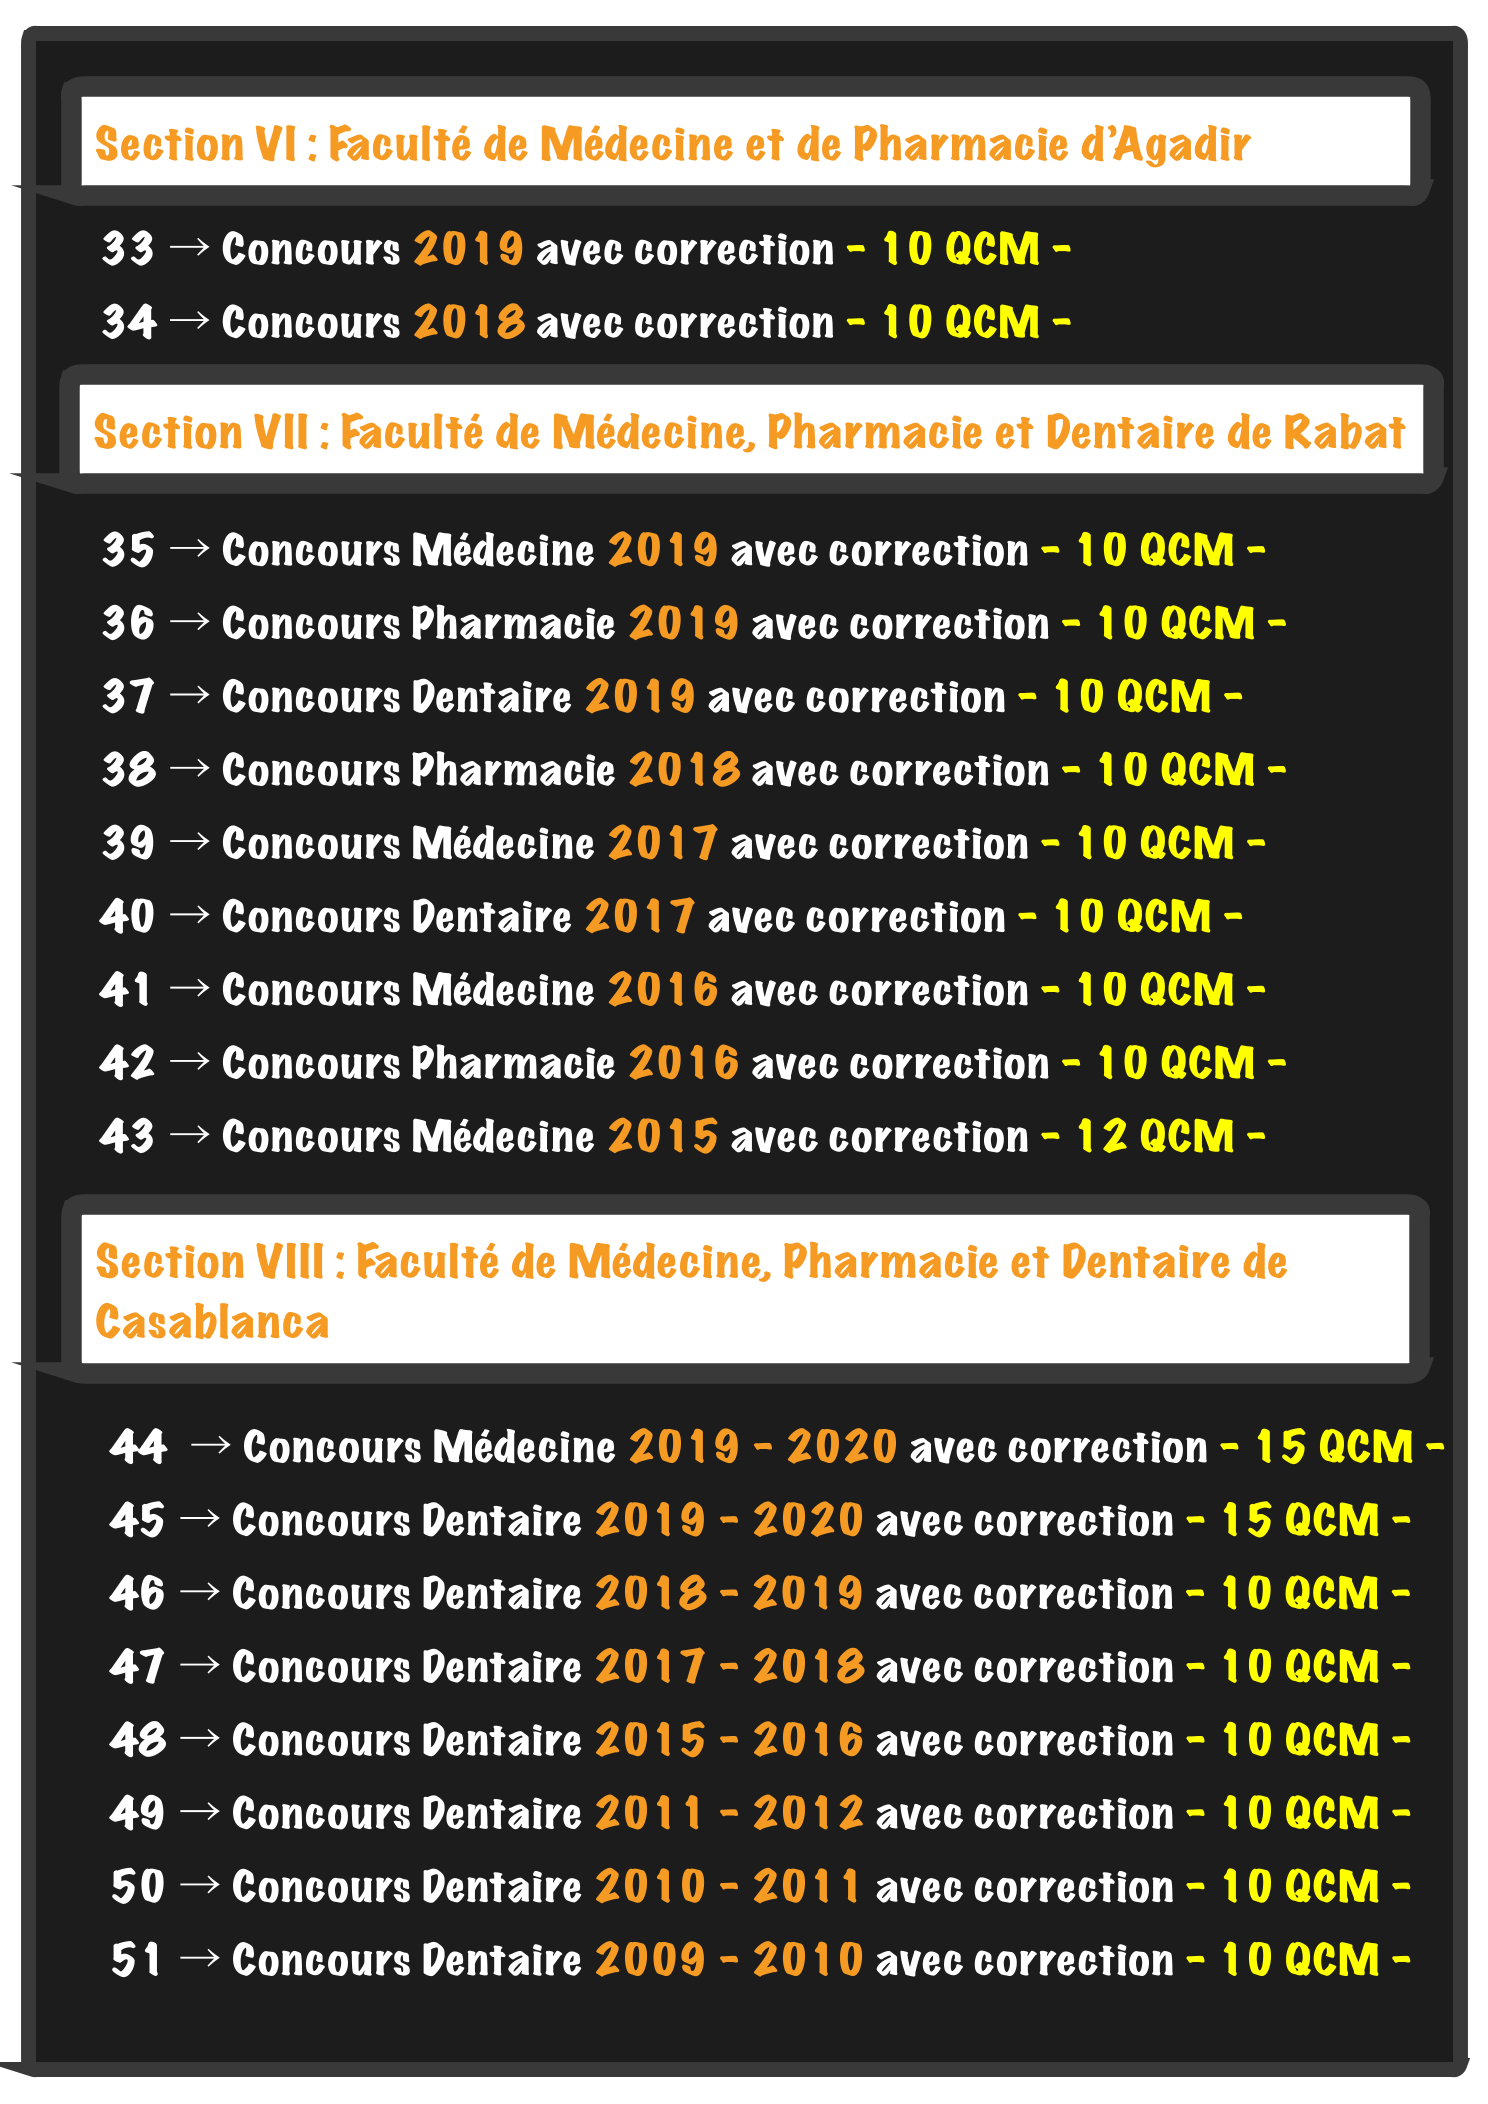 Section VI : Faculté de Médecine et de Pharmacie d’Agadir
33 → Concours 2019 avec correction - 10 QCM -
34 → Concours 2018 avec correction - 10 QCM -
Section VII : Faculté de Médecine, Pharmacie et Dentaire de Rabat
35 → Concours Médecine 2019 avec correction - 10 QCM -
36 → Concours Pharmacie 2019 avec correction - 10 QCM -
37 → Concours Dentaire 2019 avec correction - 10 QCM -
38 → Concours Pharmacie 2018 avec correction - 10 QCM -
39 → Concours Médecine 2017 avec correction - 10 QCM -
40 → Concours Dentaire 2017 avec correction - 10 QCM -
41 → Concours Médecine 2016 avec correction - 10 QCM -
42 → Concours Pharmacie 2016 avec correction - 10 QCM -
43 → Concours Médecine 2015 avec correction - 12 QCM -
Section VIII : Faculté de Médecine, Pharmacie et Dentaire de
Casablanca
44 → Concours Médecine 2019 - 2020 avec correction - 15 QCM -
45 → Concours Dentaire 2019 - 2020 avec correction - 15 QCM -
46 → Concours Dentaire 2018 - 2019 avec correction - 10 QCM -
47 → Concours Dentaire 2017 - 2018 avec correction - 10 QCM -
48 → Concours Dentaire 2015 - 2016 avec correction - 10 QCM -
49 → Concours Dentaire 2011 - 2012 avec correction - 10 QCM -
50 → Concours Dentaire 2010 - 2011 avec correction - 10 QCM -
51 → Concours Dentaire 2009 - 2010 avec correction - 10 QCM -